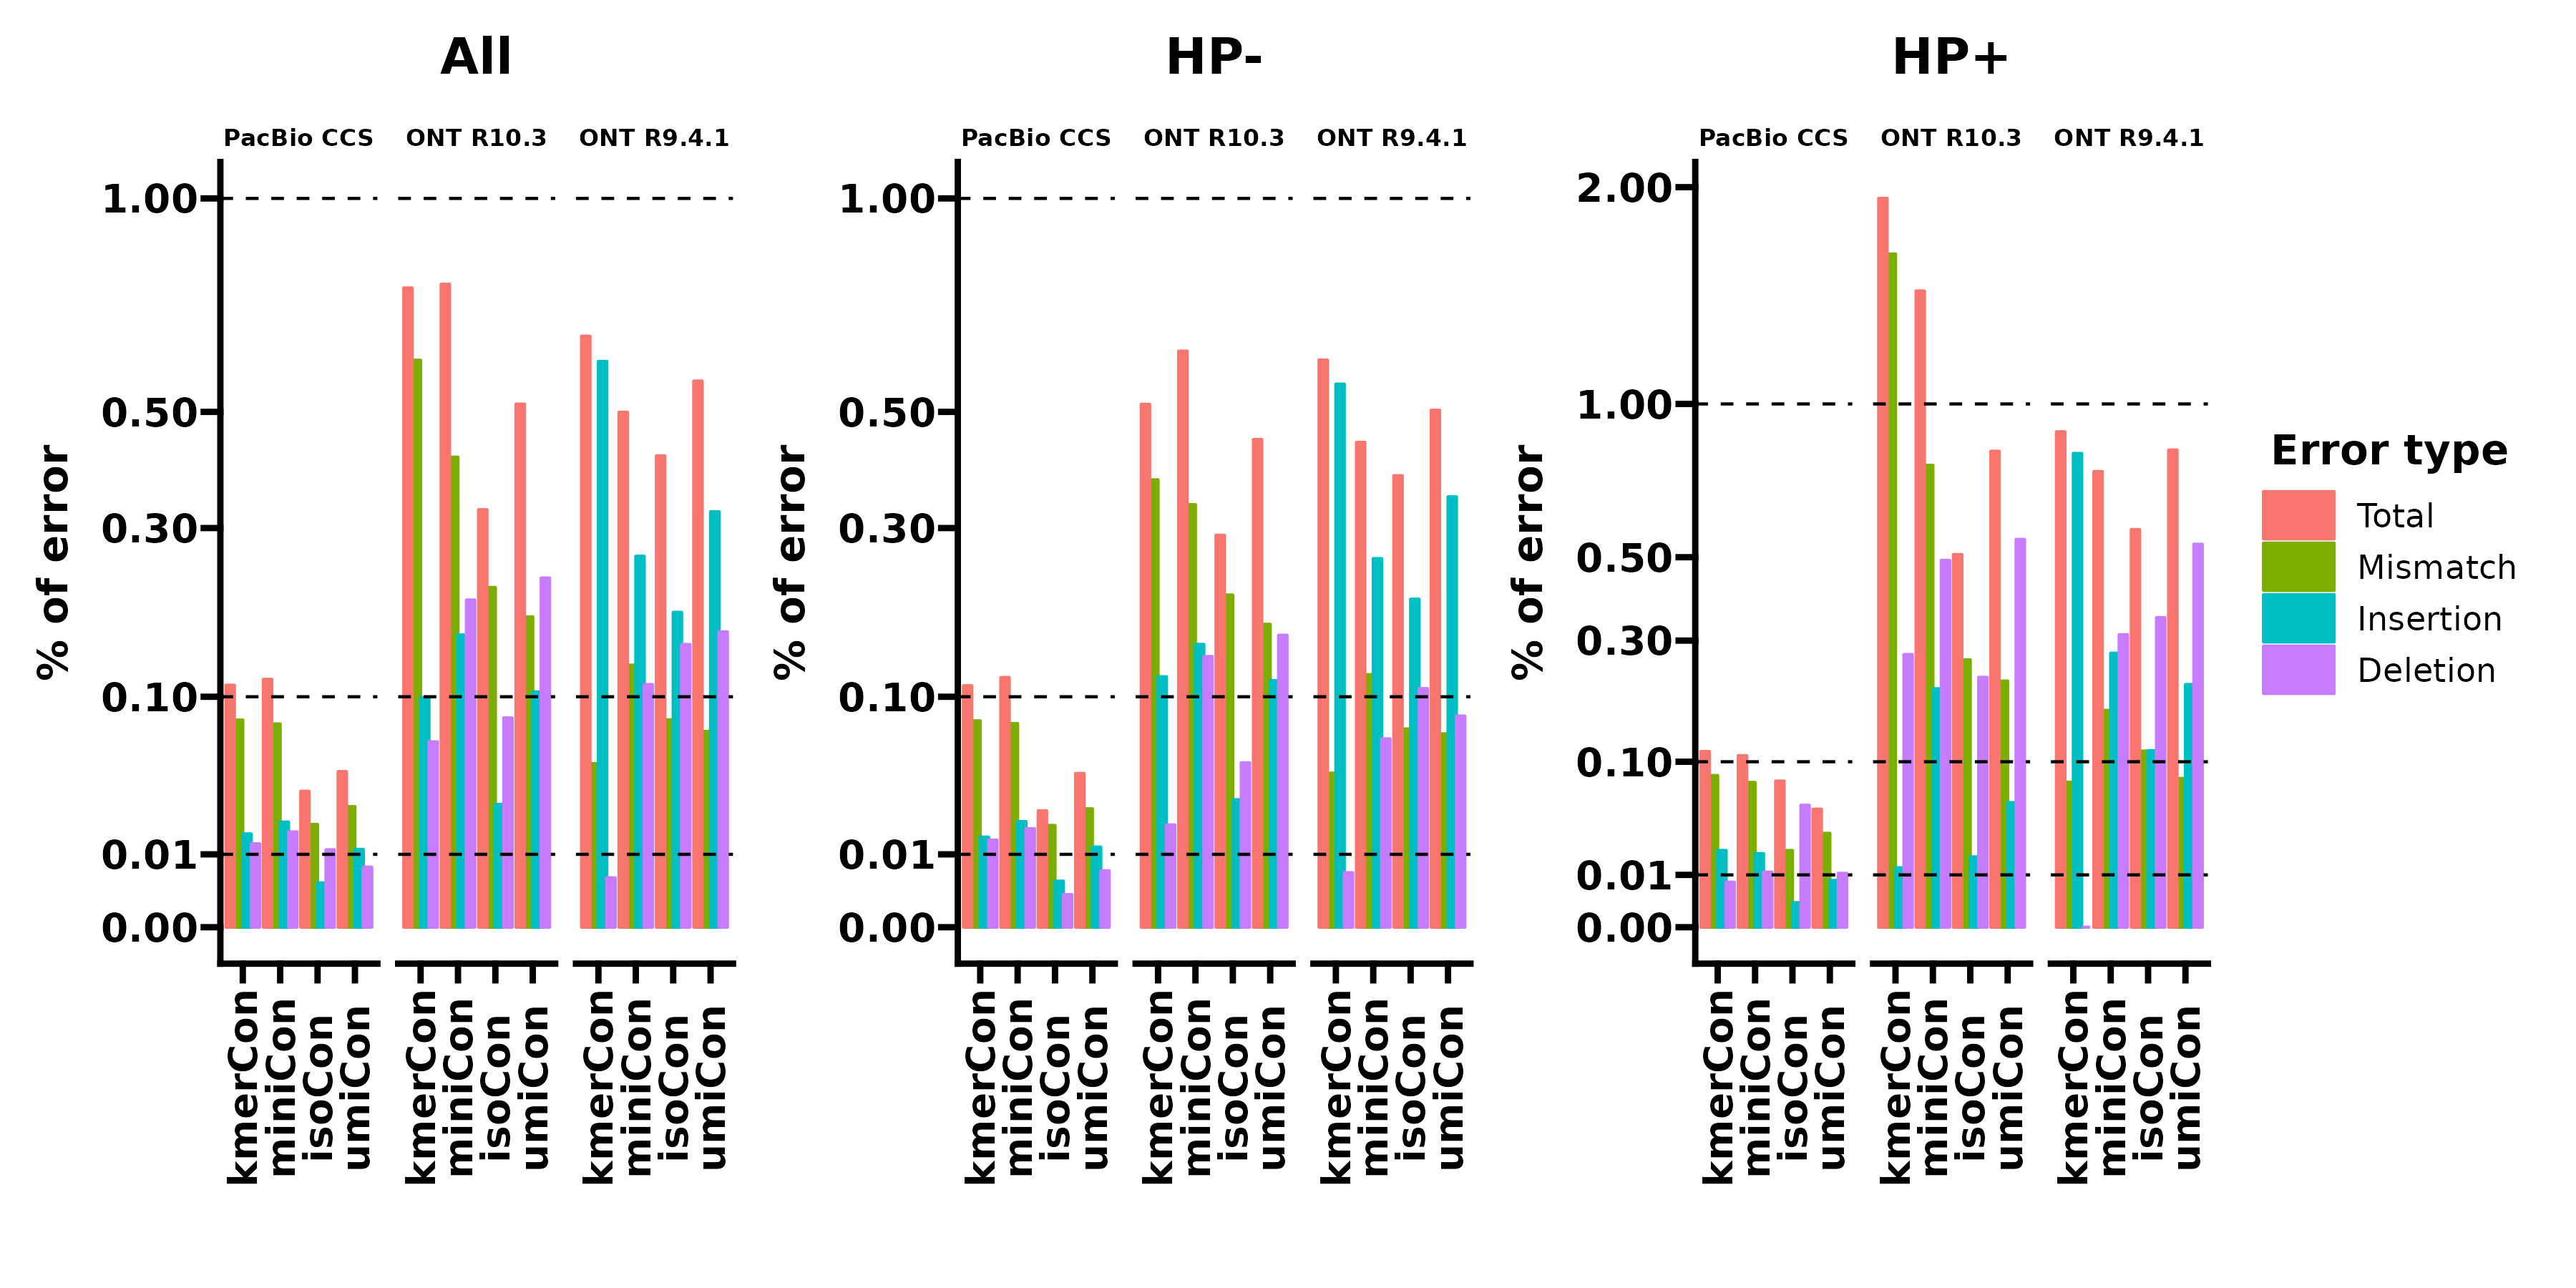 All
HP-
HP+
PacBio CCS
ONT R10.3
ONT R9.4.1
PacBio CCS
ONT R10.3
ONT R9.4.1
PacBio CCS
ONT R10.3
ONT R9.4.1
% of error
1.00
0.50
0.30
0.10
0.01
0.00
% of error
1.00
0.50
0.30
0.10
0.01
0.00
% of error
2.00
1.00
0.50
0.30
0.10
0.01
0.00
kmerCon
miniCon
isoCon
umiCon
kmerCon
miniCon
isoCon
umiCon
kmerCon
miniCon
isoCon
umiCon
kmerCon
miniCon
isoCon
umiCon
kmerCon
miniCon
isoCon
umiCon
kmerCon
miniCon
isoCon
umiCon
kmerCon
miniCon
isoCon
umiCon
kmerCon
miniCon
isoCon
umiCon
kmerCon
miniCon
isoCon
umiCon
Error type
Total
Mismatch
Insertion
Deletion